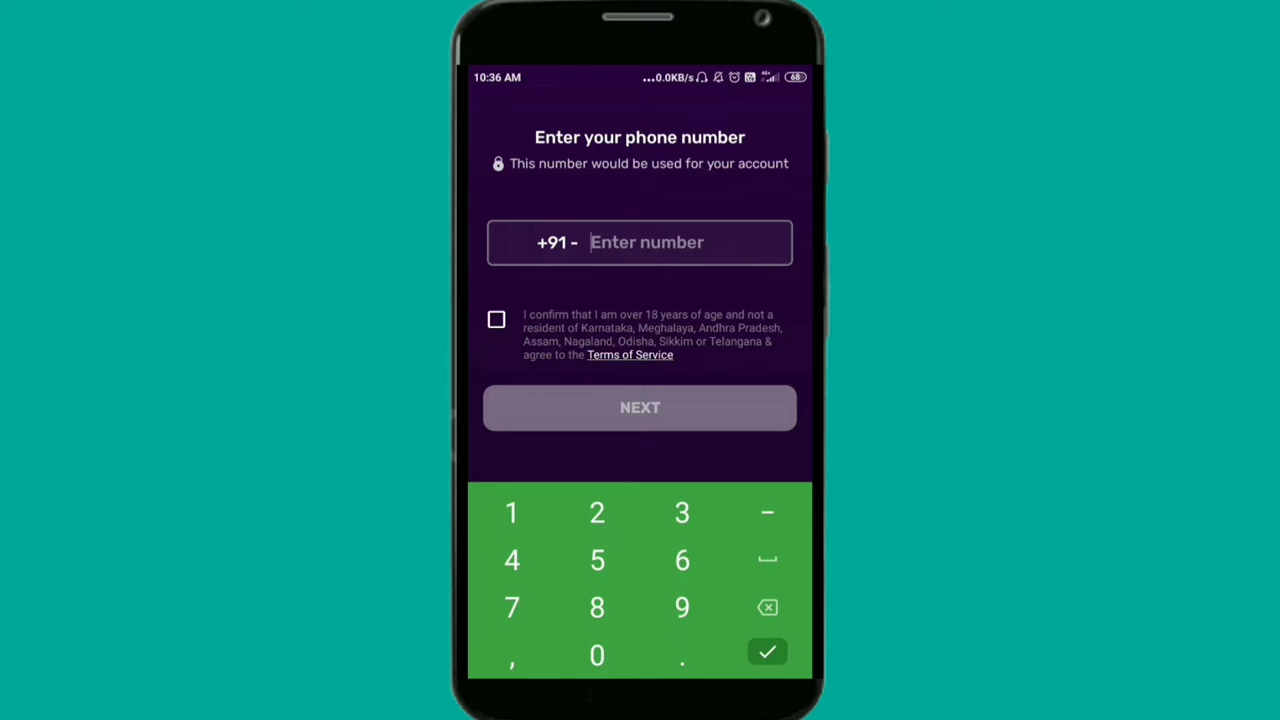 10:36 AM ...0.0KB/s 4G 68
Enter your phone number
This number would be used for your account
+91 - Enter number
I confirm that I am over 18 years of age and not a
resident of Karnataka, Meghalaya, Andhra Pradesh,
Assam, Nagaland, Odisha, Sikkim or Telangana &
agree to the Terms of Service
NEXT
1 2 3 –
4 5 6
7 8 9
, 0 .